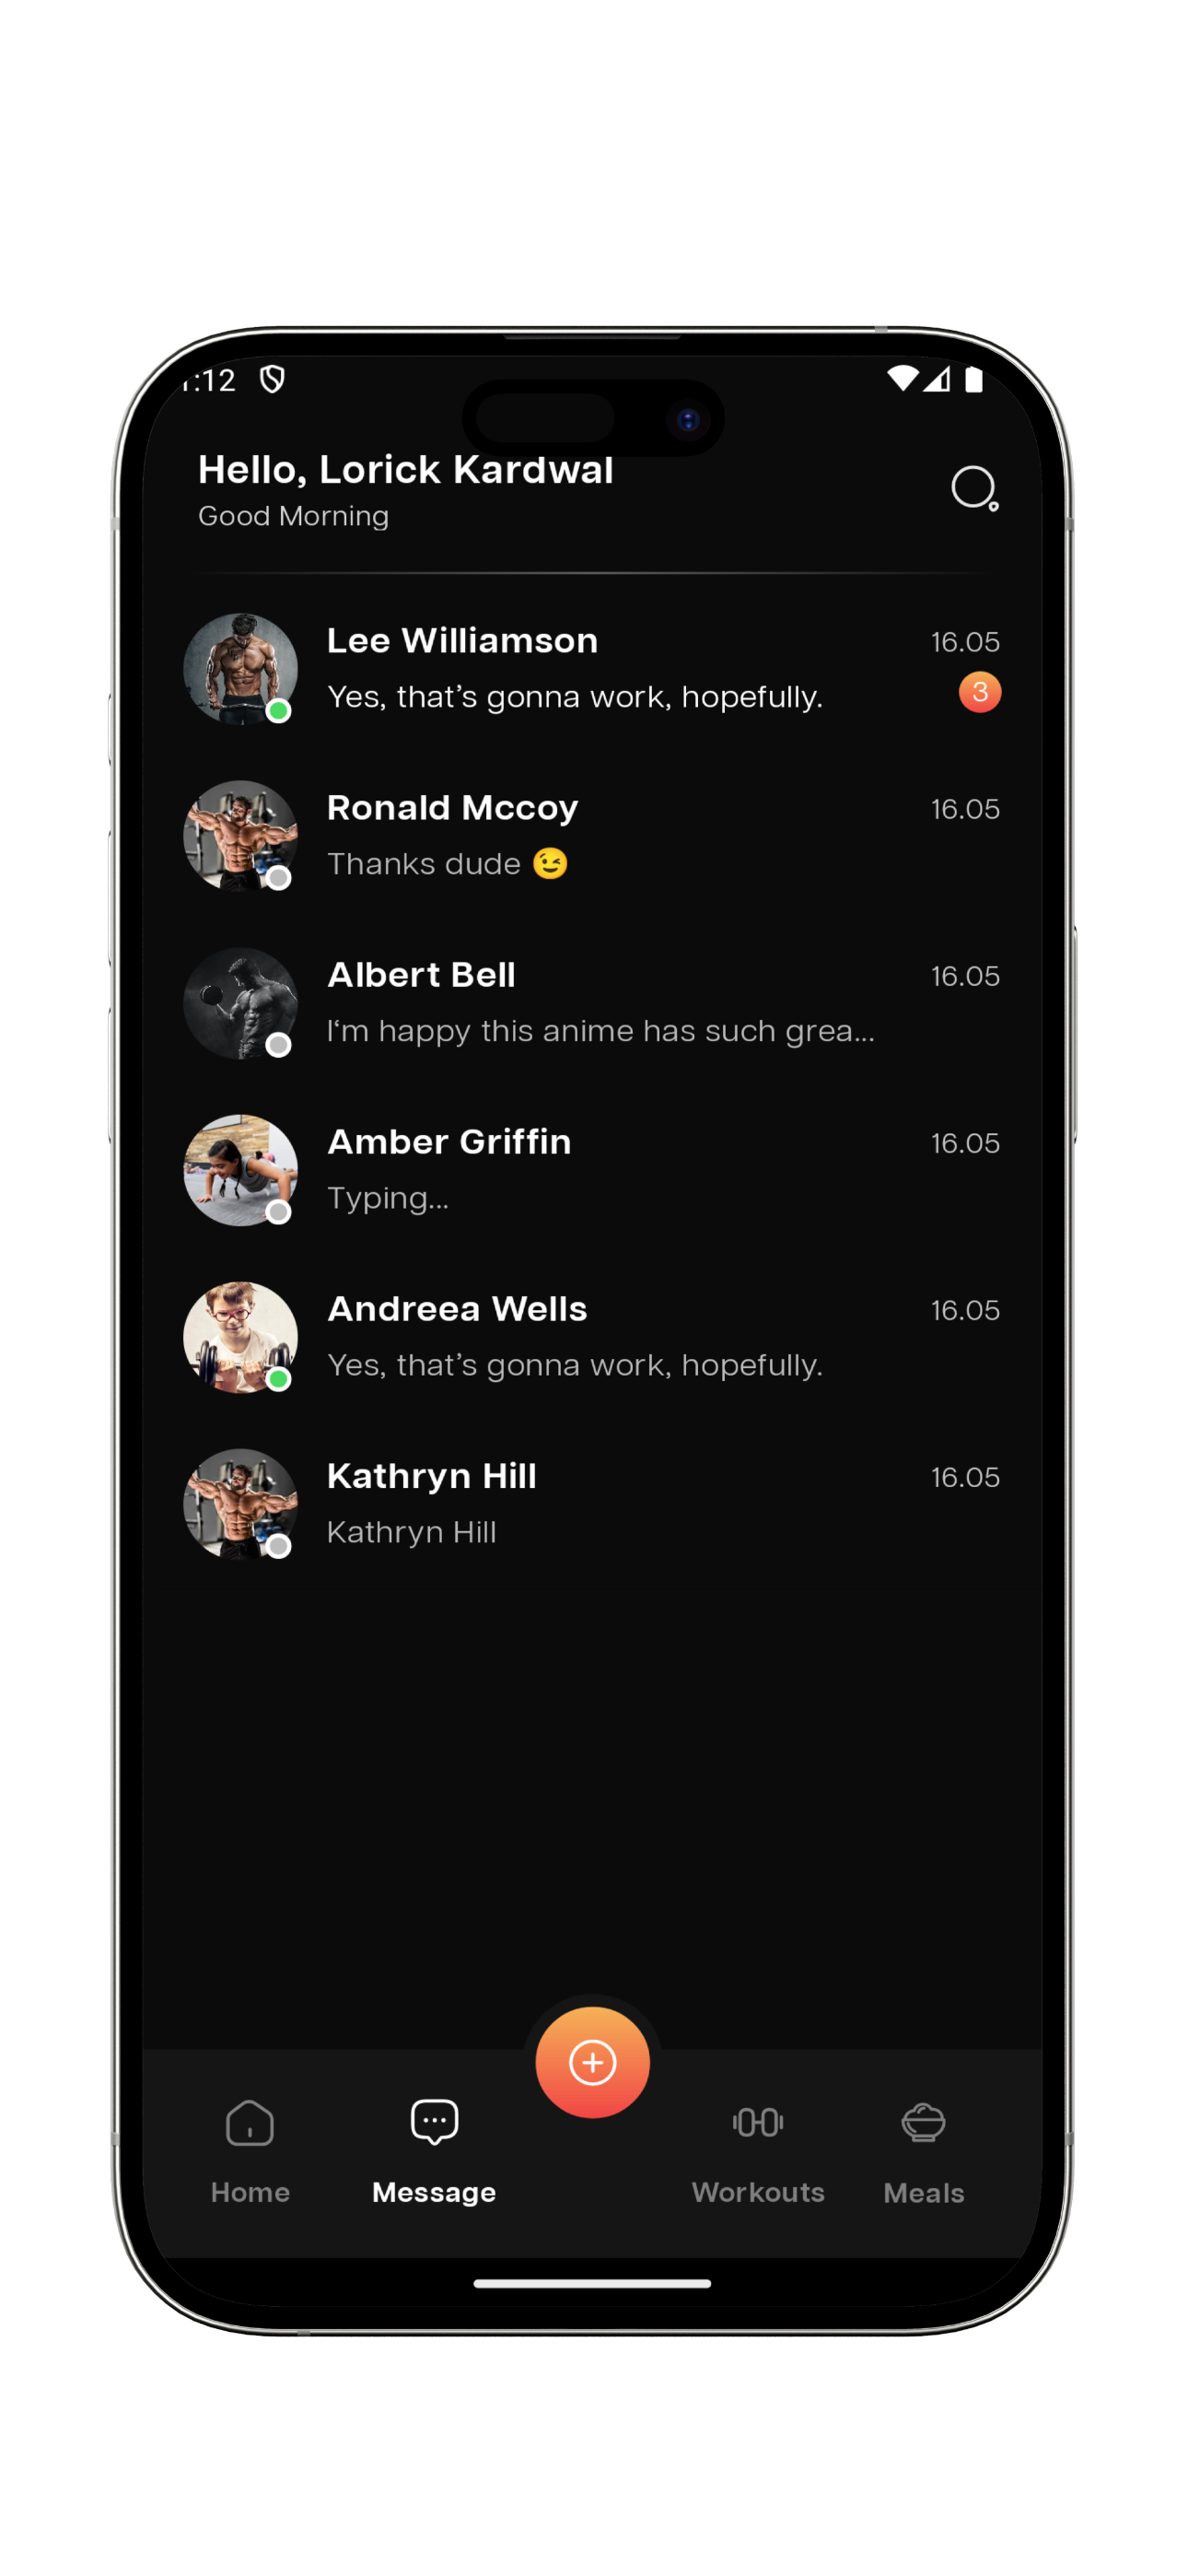 :12
Hello, Lorick Kardwal
Good Morning
Lee Williamson 16.05
Yes, that’s gonna work, hopefully. 3
Ronald Mccoy 16.05
Thanks dude 😉
Albert Bell 16.05
I‘m happy this anime has such grea...
Amber Griffin 16.05
Typing...
Andreea Wells 16.05
Yes, that’s gonna work, hopefully.
Kathryn Hill 16.05
Kathryn Hill
Home Message Workouts Meals